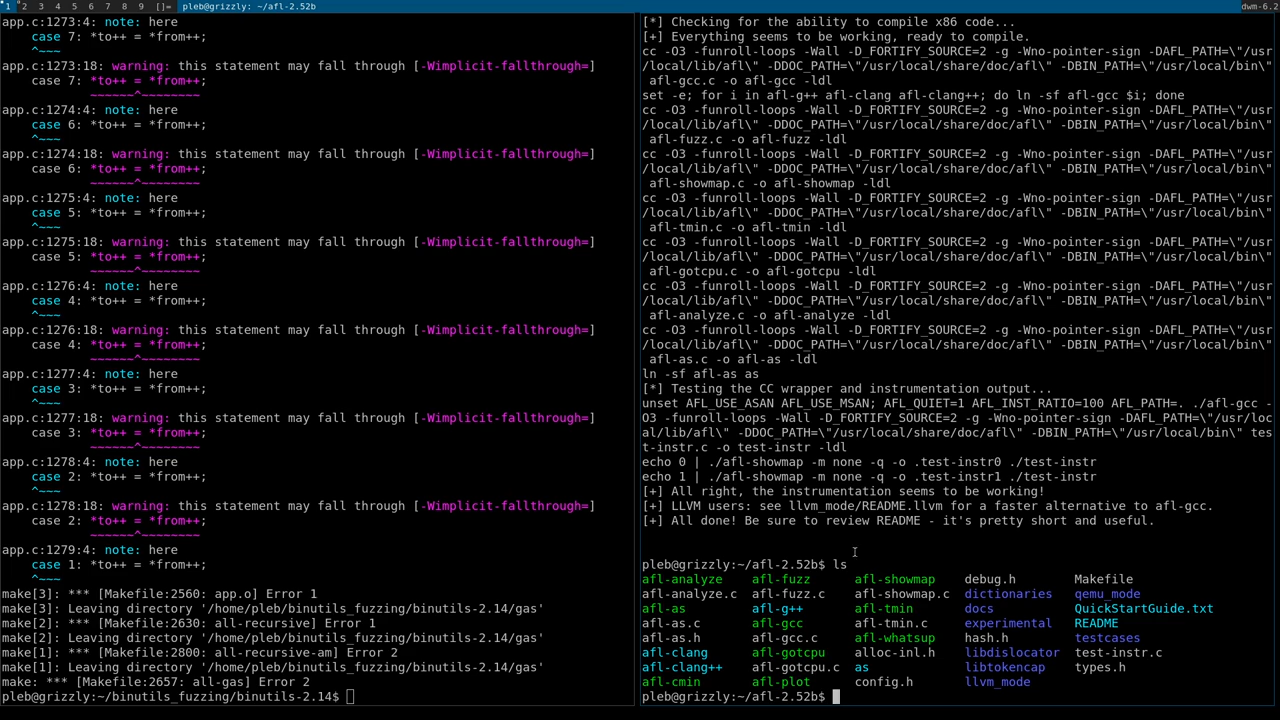 1 2 3 4 5 6 7 8 9 []= pleb@grizzly: ~/afl-2.52b dwm-6.2
app.c:1273:4: note: here
case 7: *to++ = *from++;
^~~~
app.c:1273:18: warning: this statement may fall through [-Wimplicit-fallthrough=]
case 7: *to++ = *from++;
~~~~~~^~~~~~~~~
app.c:1274:4: note: here
case 6: *to++ = *from++;
^~~~
app.c:1274:18: warning: this statement may fall through [-Wimplicit-fallthrough=]
case 6: *to++ = *from++;
~~~~~~^~~~~~~~~
app.c:1275:4: note: here
case 5: *to++ = *from++;
^~~~
app.c:1275:18: warning: this statement may fall through [-Wimplicit-fallthrough=]
case 5: *to++ = *from++;
~~~~~~^~~~~~~~~
app.c:1276:4: note: here
case 4: *to++ = *from++;
^~~~
app.c:1276:18: warning: this statement may fall through [-Wimplicit-fallthrough=]
case 4: *to++ = *from++;
~~~~~~^~~~~~~~~
app.c:1277:4: note: here
case 3: *to++ = *from++;
^~~~
app.c:1277:18: warning: this statement may fall through [-Wimplicit-fallthrough=]
case 3: *to++ = *from++;
~~~~~~^~~~~~~~~
app.c:1278:4: note: here
case 2: *to++ = *from++;
^~~~
app.c:1278:18: warning: this statement may fall through [-Wimplicit-fallthrough=]
case 2: *to++ = *from++;
~~~~~~^~~~~~~~~
app.c:1279:4: note: here
case 1: *to++ = *from++;
^~~~
make[3]: *** [Makefile:2560: app.o] Error 1
make[3]: Leaving directory '/home/pleb/binutils_fuzzing/binutils-2.14/gas'
make[2]: *** [Makefile:2630: all-recursive] Error 1
make[2]: Leaving directory '/home/pleb/binutils_fuzzing/binutils-2.14/gas'
make[1]: *** [Makefile:2800: all-recursive-am] Error 2
make[1]: Leaving directory '/home/pleb/binutils_fuzzing/binutils-2.14/gas'
make: *** [Makefile:2657: all-gas] Error 2
pleb@grizzly:~/binutils_fuzzing/binutils-2.14$
[*] Checking for the ability to compile x86 code...
[+] Everything seems to be working, ready to compile.
cc -O3 -funroll-loops -Wall -D_FORTIFY_SOURCE=2 -g -Wno-pointer-sign -DAFL_PATH=\"/usr
/local/lib/afl\" -DDOC_PATH=\"/usr/local/share/doc/afl\" -DBIN_PATH=\"/usr/local/bin\"
afl-gcc.c -o afl-gcc -ldl
set -e; for i in afl-g++ afl-clang afl-clang++; do ln -sf afl-gcc $i; done
cc -O3 -funroll-loops -Wall -D_FORTIFY_SOURCE=2 -g -Wno-pointer-sign -DAFL_PATH=\"/usr
/local/lib/afl\" -DDOC_PATH=\"/usr/local/share/doc/afl\" -DBIN_PATH=\"/usr/local/bin\"
afl-fuzz.c -o afl-fuzz -ldl
cc -O3 -funroll-loops -Wall -D_FORTIFY_SOURCE=2 -g -Wno-pointer-sign -DAFL_PATH=\"/usr
/local/lib/afl\" -DDOC_PATH=\"/usr/local/share/doc/afl\" -DBIN_PATH=\"/usr/local/bin\"
afl-showmap.c -o afl-showmap -ldl
cc -O3 -funroll-loops -Wall -D_FORTIFY_SOURCE=2 -g -Wno-pointer-sign -DAFL_PATH=\"/usr
/local/lib/afl\" -DDOC_PATH=\"/usr/local/share/doc/afl\" -DBIN_PATH=\"/usr/local/bin\"
afl-tmin.c -o afl-tmin -ldl
cc -O3 -funroll-loops -Wall -D_FORTIFY_SOURCE=2 -g -Wno-pointer-sign -DAFL_PATH=\"/usr
/local/lib/afl\" -DDOC_PATH=\"/usr/local/share/doc/afl\" -DBIN_PATH=\"/usr/local/bin\"
afl-gotcpu.c -o afl-gotcpu -ldl
cc -O3 -funroll-loops -Wall -D_FORTIFY_SOURCE=2 -g -Wno-pointer-sign -DAFL_PATH=\"/usr
/local/lib/afl\" -DDOC_PATH=\"/usr/local/share/doc/afl\" -DBIN_PATH=\"/usr/local/bin\"
afl-analyze.c -o afl-analyze -ldl
cc -O3 -funroll-loops -Wall -D_FORTIFY_SOURCE=2 -g -Wno-pointer-sign -DAFL_PATH=\"/usr
/local/lib/afl\" -DDOC_PATH=\"/usr/local/share/doc/afl\" -DBIN_PATH=\"/usr/local/bin\"
afl-as.c -o afl-as -ldl
ln -sf afl-as as
[*] Testing the CC wrapper and instrumentation output...
unset AFL_USE_ASAN AFL_USE_MSAN; AFL_QUIET=1 AFL_INST_RATIO=100 AFL_PATH=. ./afl-gcc -
O3 -funroll-loops -Wall -D_FORTIFY_SOURCE=2 -g -Wno-pointer-sign -DAFL_PATH=\"/usr/loc
al/lib/afl\" -DDOC_PATH=\"/usr/local/share/doc/afl\" -DBIN_PATH=\"/usr/local/bin\" tes
t-instr.c -o test-instr -ldl
echo 0 | ./afl-showmap -m none -q -o .test-instr0 ./test-instr
echo 1 | ./afl-showmap -m none -q -o .test-instr1 ./test-instr
[+] All right, the instrumentation seems to be working!
[+] LLVM users: see llvm_mode/README.llvm for a faster alternative to afl-gcc.
[+] All done! Be sure to review README - it's pretty short and useful.
pleb@grizzly:~/afl-2.52b$ ls
afl-analyze afl-fuzz afl-showmap debug.h Makefile
afl-analyze.c afl-fuzz.c afl-showmap.c dictionaries qemu_mode
afl-as afl-g++ afl-tmin docs QuickStartGuide.txt
afl-as.c afl-gcc afl-tmin.c experimental README
afl-as.h afl-gcc.c afl-whatsup hash.h testcases
afl-clang afl-gotcpu alloc-inl.h libdislocator test-instr.c
afl-clang++ afl-gotcpu.c as libtokencap types.h
afl-cmin afl-plot config.h llvm_mode
pleb@grizzly:~/afl-2.52b$